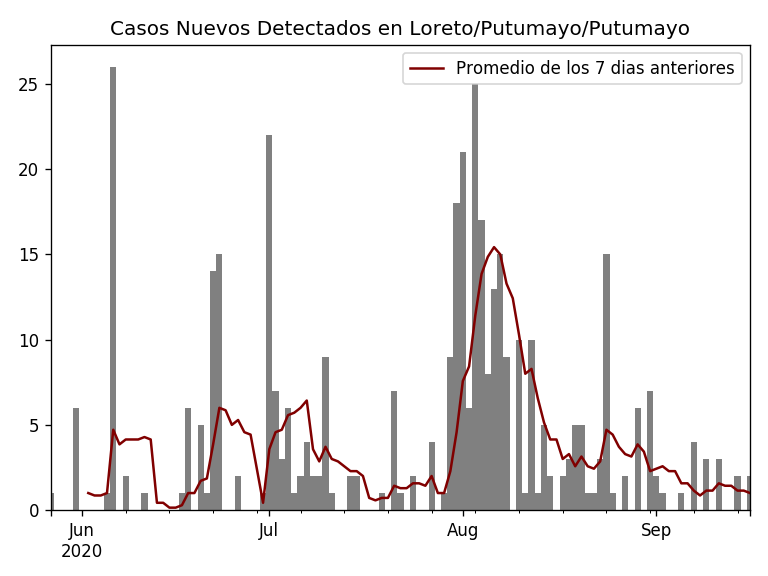 Casos Nuevos Detectados en Loreto/Putumayo/Putumayo
Promedio de los 7 dias anteriores
25
20
15
10
5
0
Jun
2020
Jul
Aug
Sep